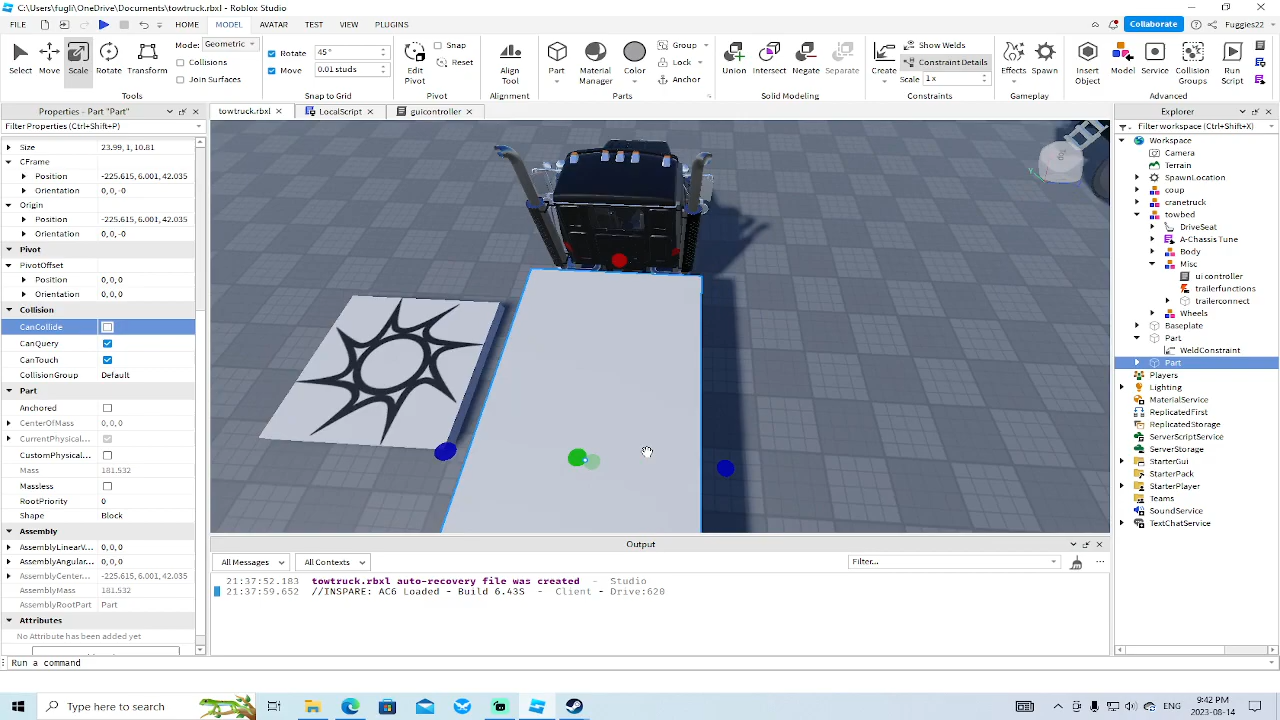 C:\Users\fugli\OneDrive\Documents\towtruck.rbxl - Roblox Studio
FILE HOME MODEL AVATAR TEST VIEW PLUGINS Collaborate Fuggles22
Select Move Scale Rotate Transform
Mode: Geometric
Collisions
Join Surfaces
Tools
Rotate 45°
Move 0.01 studs
Snap to Grid
Edit Pivot
Snap
Reset
Pivot
Align Tool
Alignment
Part Material Manager Color
Group
Lock
Anchor
Parts
Union Intersect Negate Separate
Solid Modeling
Create
Show Welds
Constraint Details
Scale 1 x
Constraints
Effects Spawn
Gameplay
Insert Object Model Service Collision Groups Run Script
Advanced
Properties - Part "Part"
Filter Properties (Ctrl+Shift+P)
Size 23.99, 1, 10.81
CFrame
Position -225.615, 6.001, 42.035
Orientation 0, 0, -0
Origin
Position -225.615, 6.001, 42.035
Orientation 0, 0, -0
Pivot
PivotOffset
Position 0, 0, 0
Orientation 0, 0, 0
Collision
CanCollide
CanQuery
CanTouch
CollisionGroup Default
Part
Anchored
CenterOfMass 0, 0, 0
CurrentPhysical...
CustomPhysical...
Mass 181.532
Massless
RootPriority 0
Shape Block
Assembly
AssemblyLinearV... 0, 0, 0
AssemblyAngular... 0, 0, 0
AssemblyCenter... -225.615, 6.001, 42.035
AssemblyMass 181.532
AssemblyRootPart Part
Attributes
No Attribute has been added yet
towtruck.rbxl LocalScript guicontroller
Output
All Messages All Contexts Filter...
21:37:52.183 towtruck.rbxl auto-recovery file was created - Studio
21:37:59.652 //INSPARE: AC6 Loaded - Build 6.43S - Client - Drive:620
Explorer
Filter workspace (Ctrl+Shift+X)
Workspace
Camera
Terrain
SpawnLocation
coup
cranetruck
towbed
DriveSeat
A-Chassis Tune
Body
Misc
ui controller
trailerfunctions
trailerconnect
Wheels
Baseplate
Part
WeldConstraint
Part
Players
Lighting
MaterialService
ReplicatedFirst
ReplicatedStorage
ServerScriptService
ServerStorage
StarterGui
StarterPack
StarterPlayer
Teams
SoundService
TextChatService
Run a command
Type here to search
ENG
9:42 PM
2023-08-14